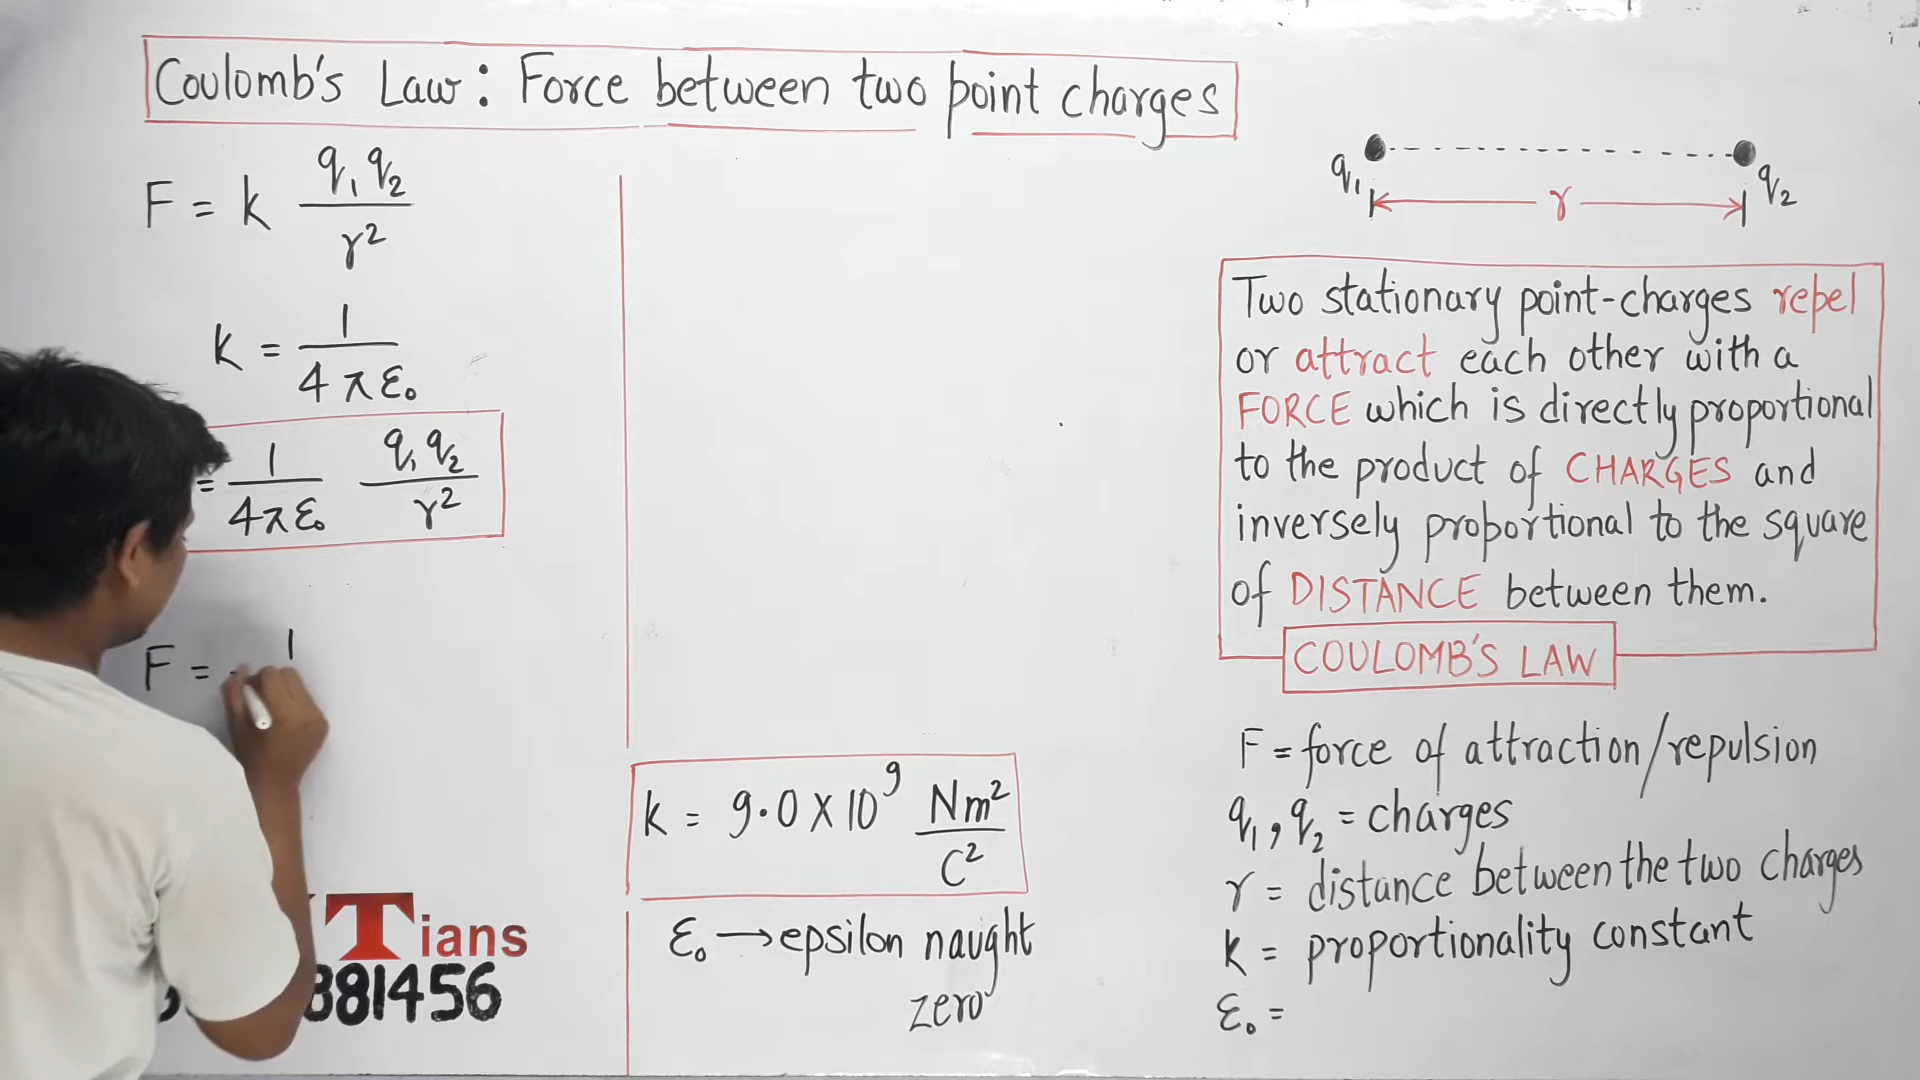 Coulomb's Law: Force between two point charges
F = k q₁q₂ / r²
k = 1 / 4πε₀
= 1 / 4πε₀ q₁q₂ / r²
F = 1
Tians
881456
k = 9.0 X 10⁹ Nm² / C²
ε₀ → epsilon naught
zero
q₁ q₂
r
Two stationary point-charges repel
or attract each other with a
FORCE which is directly proportional
to the product of CHARGES and
inversely proportional to the square
of DISTANCE between them.
COULOMB'S LAW
F = force of attraction/repulsion
q₁, q₂ = charges
r = distance between the two charges
k = proportionality constant
ε₀ =